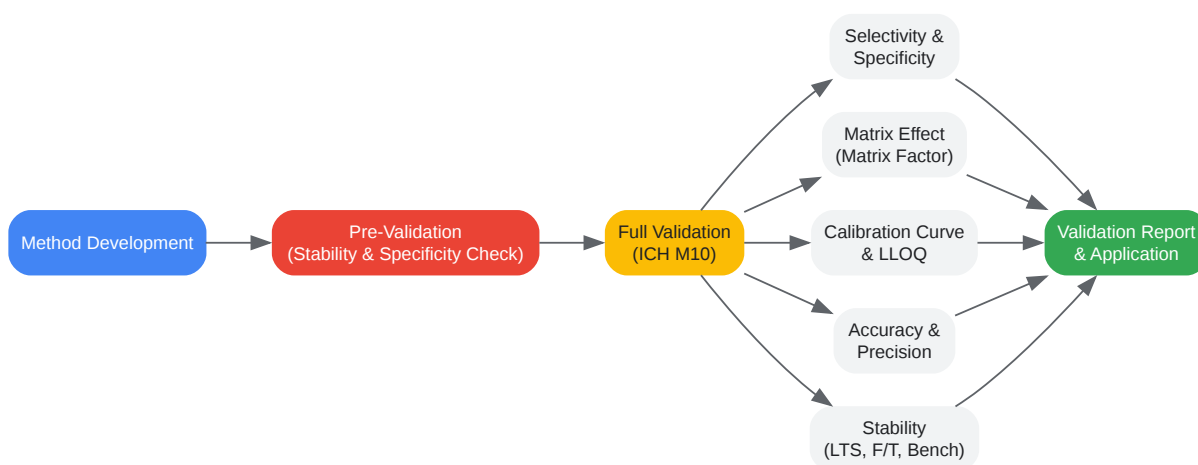 Method Development
Pre-Validation
(Stability & Specificity Check)
Full Validation
(ICH M10)
Selectivity &
Specificity
Matrix Effect
(Matrix Factor)
Calibration Curve
& LLOQ
Accuracy &
Precision
Stability
(LTS, F/T, Bench)
Validation Report
& Application